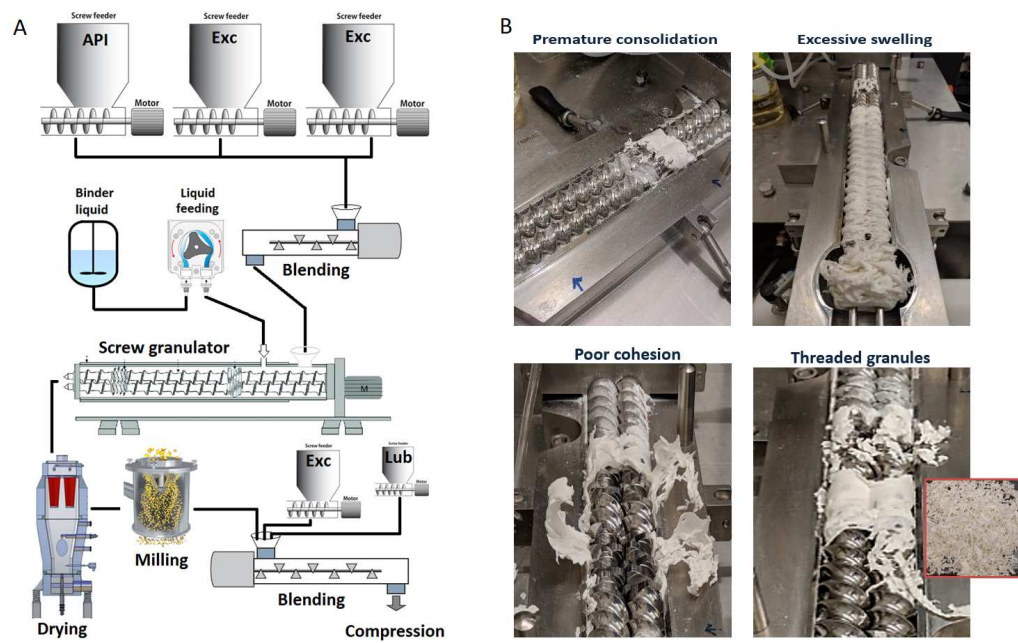 A
Screw feeder
Screw feeder
Screw feeder
API
Exc
Exc
Motor
Motor
Motor
Binder
liquid
Liquid
feeding
Blending
Screw granulator
M
Screw feeder
Screw feeder
Exc
Lub
Motor
Motor
Milling
Blending
Drying
Compression
B
Premature consolidation
Excessive swelling
Poor cohesion
Threaded granules